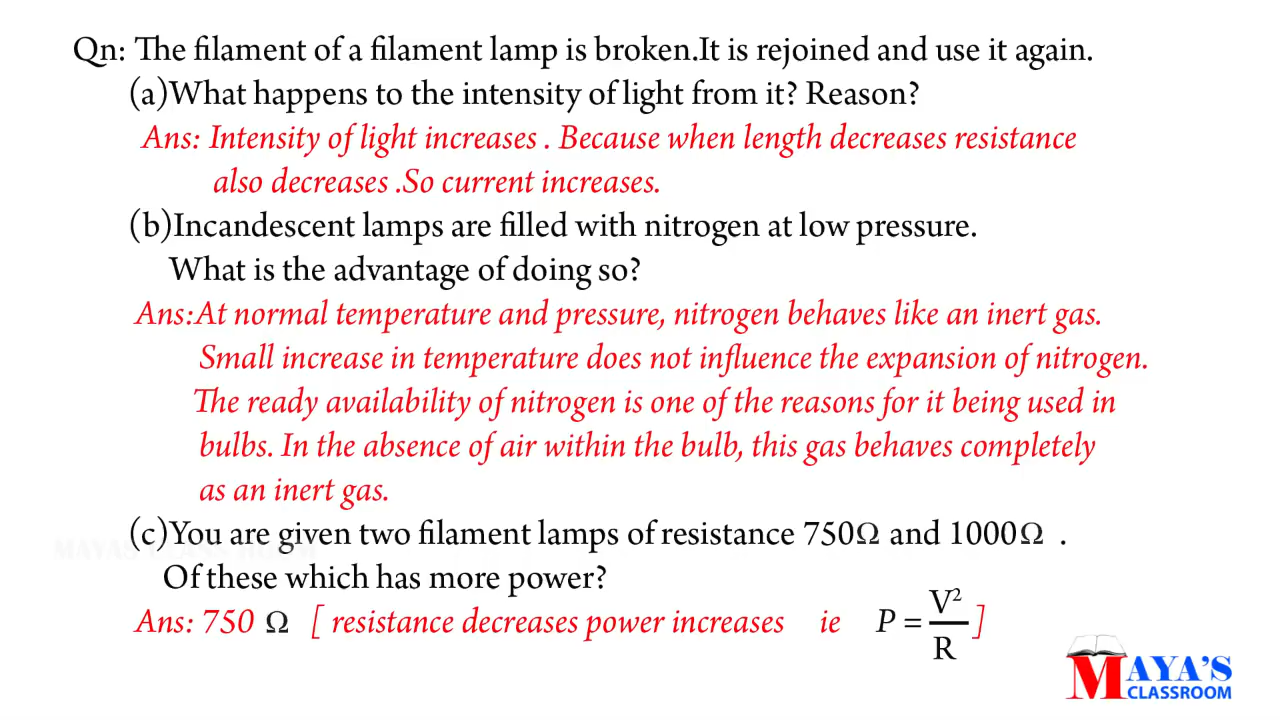 Qn: The filament of a filament lamp is broken.It is rejoined and use it again.
(a)What happens to the intensity of light from it? Reason?
Ans: Intensity of light increases . Because when length decreases resistance
also decreases .So current increases.
(b)Incandescent lamps are filled with nitrogen at low pressure.
What is the advantage of doing so?
Ans:At normal temperature and pressure, nitrogen behaves like an inert gas.
Small increase in temperature does not influence the expansion of nitrogen.
The ready availability of nitrogen is one of the reasons for it being used in
bulbs. In the absence of air within the bulb, this gas behaves completely
as an inert gas.
(c)You are given two filament lamps of resistance 750Ω and 1000Ω .
MAYAS CLASS ROOM
Of these which has more power?
Ans: 750 Ω [ resistance decreases power increases ie P = V²/R ]
MAYA'S
CLASSROOM